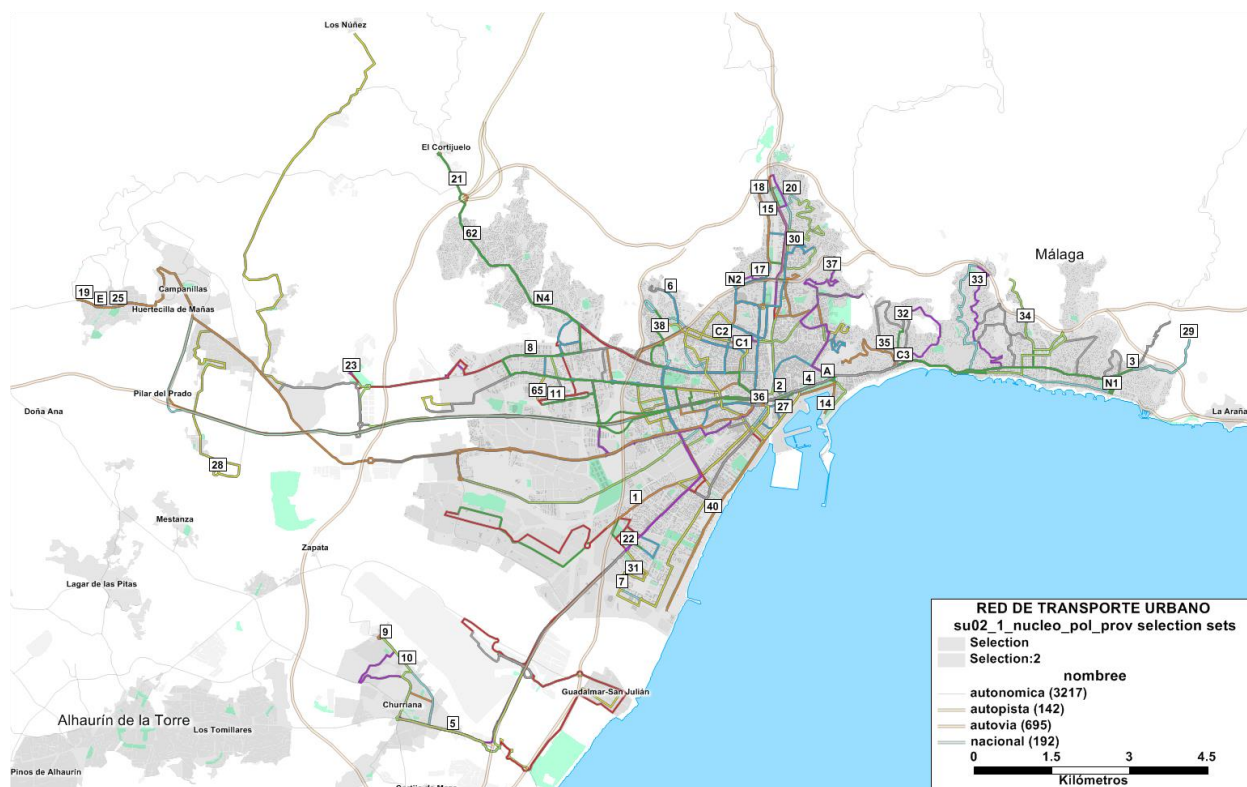 Los Núñez
El Cortijuelo
21
62
18
20
15
30
Málaga
19
E
25
Campanillas
Huertecilla de Mañas
N4
6
N2
17
37
33
32
34
38
C2
C1
35
C3
3
29
8
23
65
11
2
4
A
N1
Pilar del Prado
36
27
14
Doña Ana
La Araña
28
1
40
Mestanza
22
Zapata
31
7
Lagar de las Pitas
9
10
Guadalmar-San Julián
Churriana
5
Alhaurín de la Torre
Los Tomillares
Pinos de Alhaurín
RED DE TRANSPORTE URBANO
su02_1_nucleo_pol_prov selection sets
Selection
Selection:2
nombree
autonomica (3217)
autopista (142)
autovia (695)
nacional (192)
0 1.5 3 4.5
Kilómetros